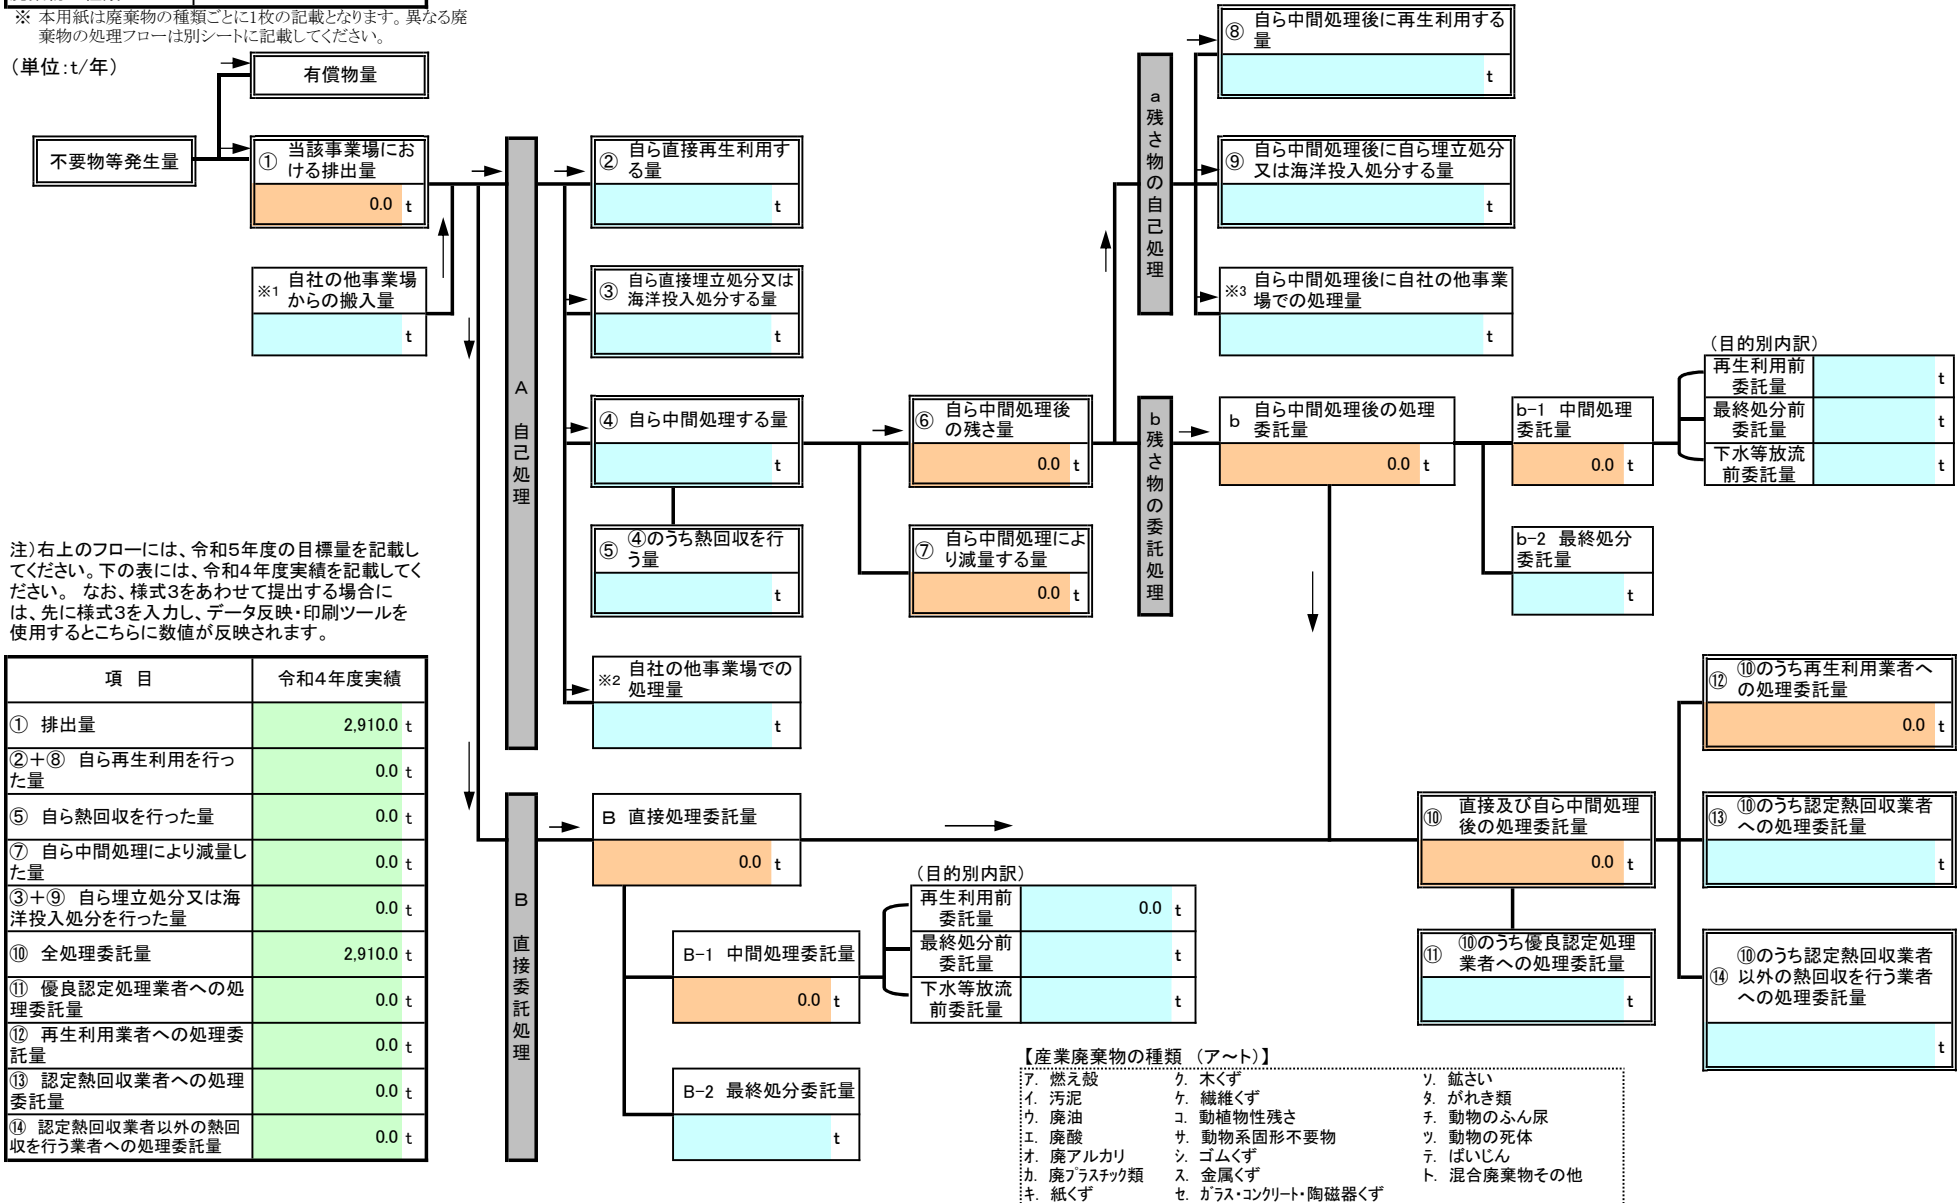 ※ 本用紙は廃棄物の種類ごとに1枚の記載となります。異なる廃
棄物の処理フローは別シートに記載してください。
(単位:t/年)
有償物量
不要物等発生量
① 当該事業場にお
ける排出量
0.0 t
※1 自社の他事業場
からの搬入量
t
A 自己処理
② 自ら直接再生利用す
る量
t
③ 自ら直接埋立処分又は
海洋投入処分する量
t
④ 自ら中間処理する量
t
⑤ ④のうち熱回収を行
う量
t
※2 自社の他事業場での
処理量
t
⑥ 自ら中間処理後
の残さ量
0.0 t
⑦ 自ら中間処理によ
り減量する量
0.0 t
a 残さ物の自己処理
⑧ 自ら中間処理後に再生利用する
量
t
⑨ 自ら中間処理後に自ら埋立処分
又は海洋投入処分する量
t
※3 自ら中間処理後に自社の他事業
場での処理量
t
b 残さ物の委託処理
b 自ら中間処理後の処理
委託量
0.0 t
b-1 中間処理
委託量
0.0 t
b-2 最終処分
委託量
t
(目的別内訳)
再生利用前
委託量
t
最終処分前
委託量
t
下水等放流
前委託量
t
注)右上のフローには、令和5年度の目標量を記載し
てください。下の表には、令和4年度実績を記載してく
ださい。 なお、様式3をあわせて提出する場合に
は、先に様式3を入力し、データ反映・印刷ツールを
使用するとこちらに数値が反映されます。
項 目 令和4年度実績
① 排出量 2,910.0 t
②+⑧ 自ら再生利用を行っ
た量 0.0 t
⑤ 自ら熱回収を行った量 0.0 t
⑦ 自ら中間処理により減量し
た量 0.0 t
③+⑨ 自ら埋立処分又は海
洋投入処分を行った量 0.0 t
⑩ 全処理委託量 2,910.0 t
⑪ 優良認定処理業者への処
理委託量 0.0 t
⑫ 再生利用業者への処理委
託量 0.0 t
⑬ 認定熱回収業者への処理
委託量 0.0 t
⑭ 認定熱回収業者以外の熱回
収を行う業者への処理委託量 0.0 t
B 直接委託処理
B 直接処理委託量
0.0 t
B-1 中間処理委託量
0.0 t
B-2 最終処分委託量
t
(目的別内訳)
再生利用前
委託量
0.0 t
最終処分前
委託量
t
下水等放流
前委託量
t
⑩ 直接及び自ら中間処理
後の処理委託量
0.0 t
⑪ ⑩のうち優良認定処理
業者への処理委託量
t
⑫ ⑩のうち再生利用業者へ
の処理委託量
0.0 t
⑬ ⑩のうち認定熱回収業者
への処理委託量
t
⑭ ⑩のうち認定熱回収業者
以外の熱回収を行う業者
への処理委託量
t
【産業廃棄物の種類 (ア~ト)】
ア. 燃え殻 ク. 木くず ソ. 鉱さい
イ. 汚泥 ケ. 繊維くず タ. がれき類
ウ. 廃油 コ. 動植物性残さ チ. 動物のふん尿
エ. 廃酸 サ. 動物系固形不要物 ツ. 動物の死体
オ. 廃アルカリ シ. ゴムくず テ. ばいじん
カ. 廃プラスチック類 ス. 金属くず ト. 混合廃棄物その他
キ. 紙くず セ. ガラス・コンクリート・陶磁器くず